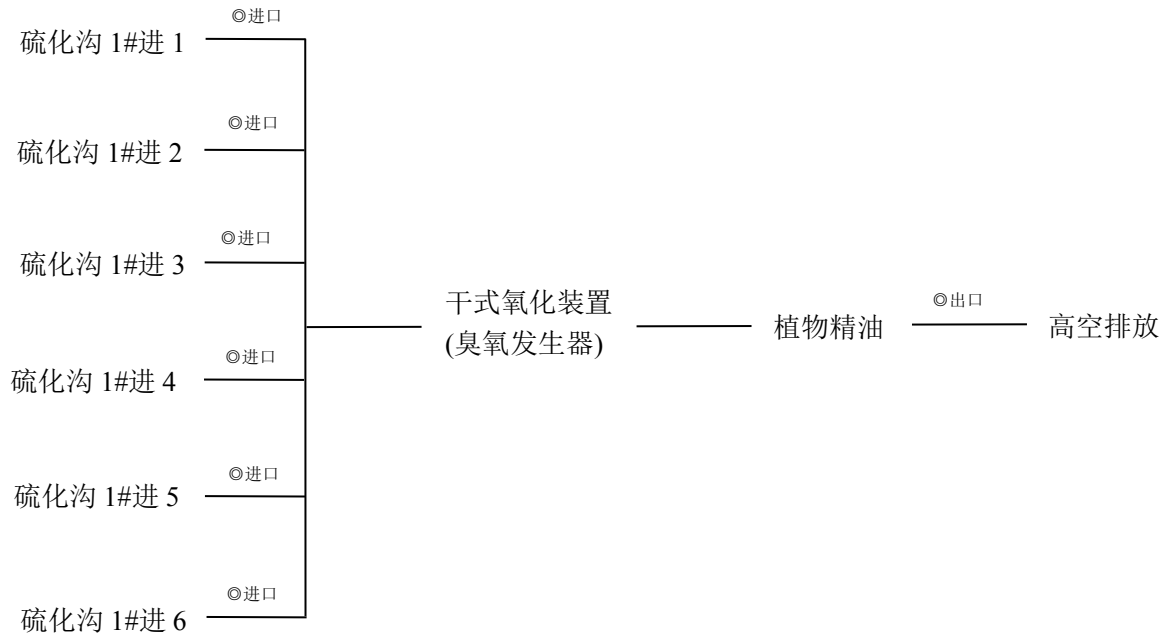 ◎进口
硫化沟 1#进 1
◎进口
硫化沟 1#进 2
◎进口
硫化沟 1#进 3
干式氧化装置
(臭氧发生器)
植物精油
◎出口
高空排放
◎进口
硫化沟 1#进 4
◎进口
硫化沟 1#进 5
◎进口
硫化沟 1#进 6